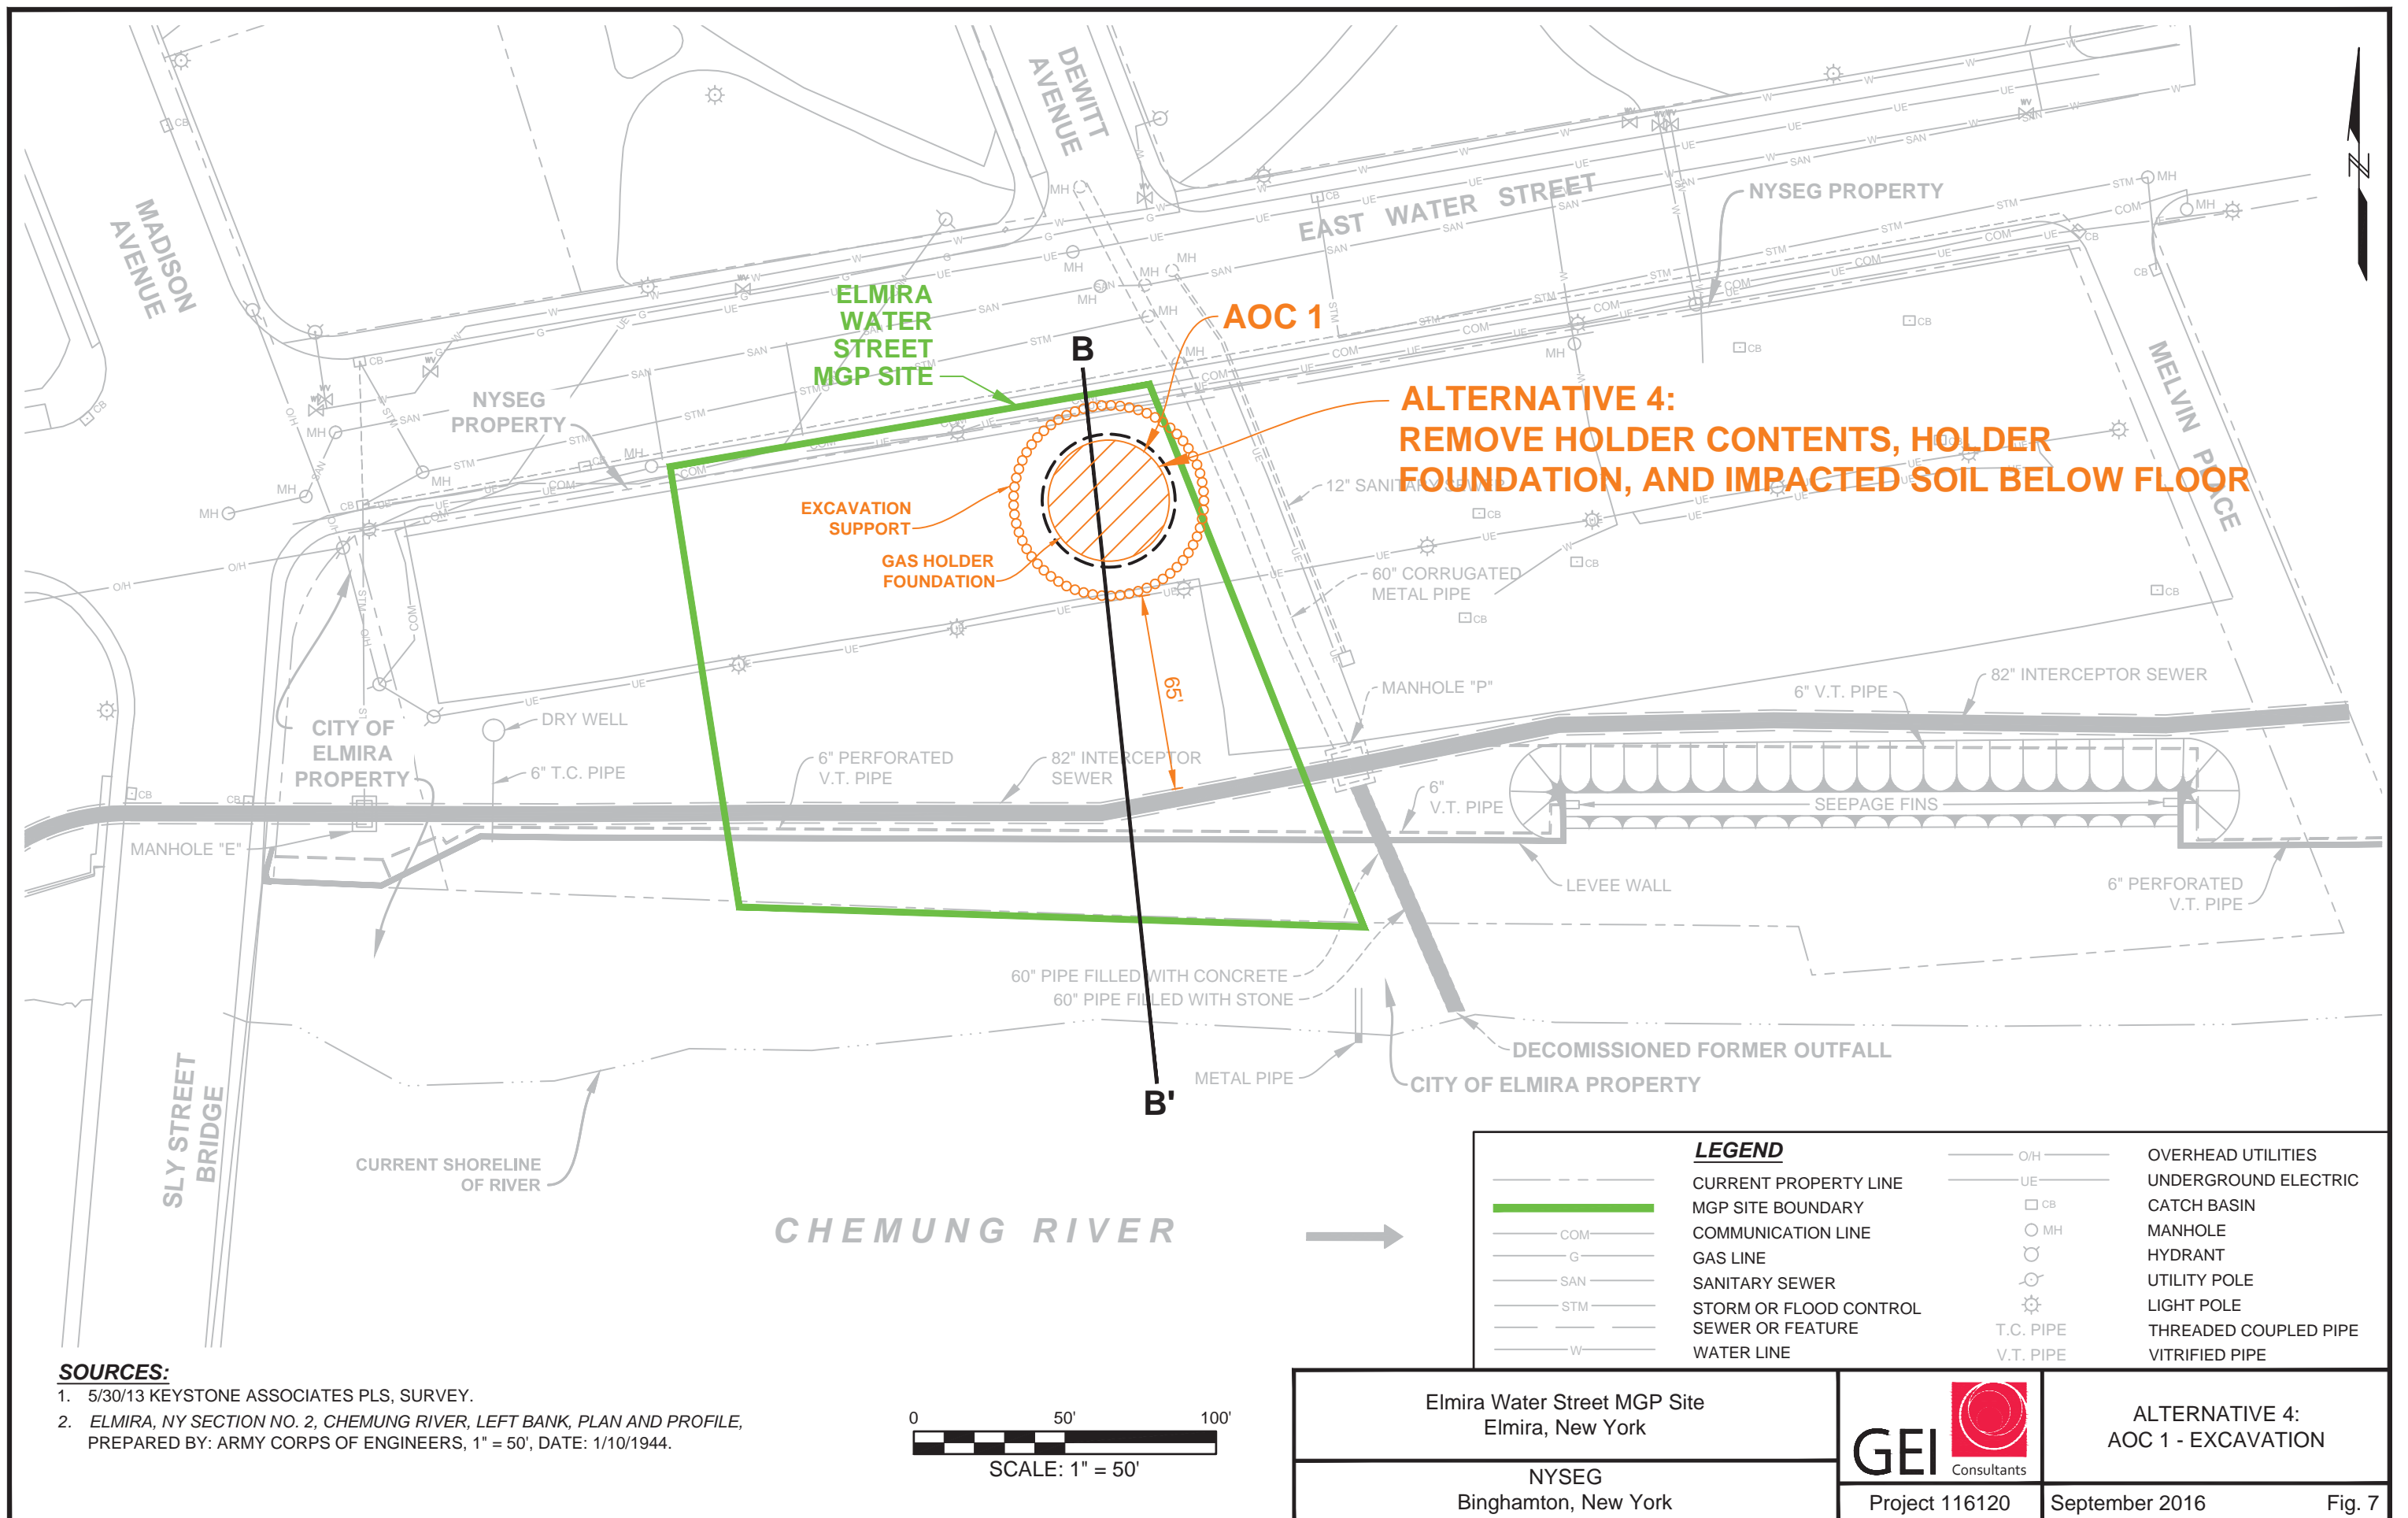 DEWITT
AVENUE
MADISON
AVENUE
EAST WATER STREET
NYSEG PROPERTY
MELVIN PLACE
ELMIRA
WATER
STREET
MGP SITE
AOC 1
B
NYSEG
PROPERTY
ALTERNATIVE 4:
REMOVE HOLDER CONTENTS, HOLDER
FOUNDATION, AND IMPACTED SOIL BELOW FLOOR
12" SANITARY SEWER
EXCAVATION
SUPPORT
GAS HOLDER
FOUNDATION
60" CORRUGATED
METAL PIPE
65'
MANHOLE "P"
6" V.T. PIPE
82" INTERCEPTOR SEWER
CITY OF
ELMIRA
PROPERTY
DRY WELL
6" T.C. PIPE
6" PERFORATED
V.T. PIPE
82" INTERCEPTOR
SEWER
6"
V.T. PIPE
SEEPAGE FINS
MANHOLE "E"
LEVEE WALL
6" PERFORATED
V.T. PIPE
60" PIPE FILLED WITH CONCRETE
60" PIPE FILLED WITH STONE
DECOMISSIONED FORMER OUTFALL
METAL PIPE
CITY OF ELMIRA PROPERTY
B'
SLY STREET
BRIDGE
CURRENT SHORELINE
OF RIVER
CHEMUNG RIVER
LEGEND
CURRENT PROPERTY LINE
MGP SITE BOUNDARY
COM COMMUNICATION LINE
G GAS LINE
SAN SANITARY SEWER
STM STORM OR FLOOD CONTROL
SEWER OR FEATURE
W WATER LINE
O/H OVERHEAD UTILITIES
UE UNDERGROUND ELECTRIC
CB CATCH BASIN
MH MANHOLE
HYDRANT
UTILITY POLE
LIGHT POLE
T.C. PIPE THREADED COUPLED PIPE
V.T. PIPE VITRIFIED PIPE
SOURCES:
1. 5/30/13 KEYSTONE ASSOCIATES PLS, SURVEY.
2. ELMIRA, NY SECTION NO. 2, CHEMUNG RIVER, LEFT BANK, PLAN AND PROFILE,
PREPARED BY: ARMY CORPS OF ENGINEERS, 1" = 50', DATE: 1/10/1944.
0 50' 100'
SCALE: 1" = 50'
Elmira Water Street MGP Site
Elmira, New York
NYSEG
Binghamton, New York
GEI
Consultants
Project 116120
ALTERNATIVE 4:
AOC 1 - EXCAVATION
September 2016
Fig. 7